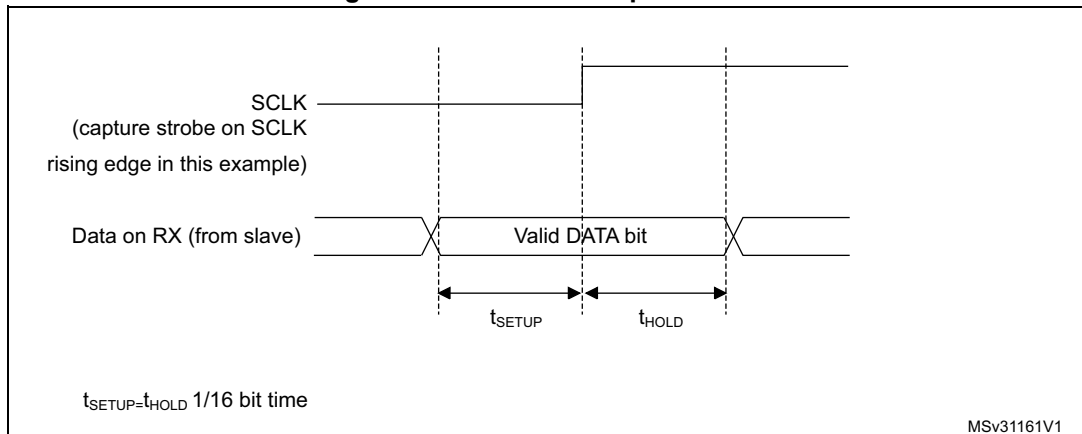 SCLK
(capture strobe on SCLK
rising edge in this example)
Data on RX (from slave)
Valid DATA bit
tSETUP
tHOLD
tSETUP=tHOLD 1/16 bit time
MSv31161V1